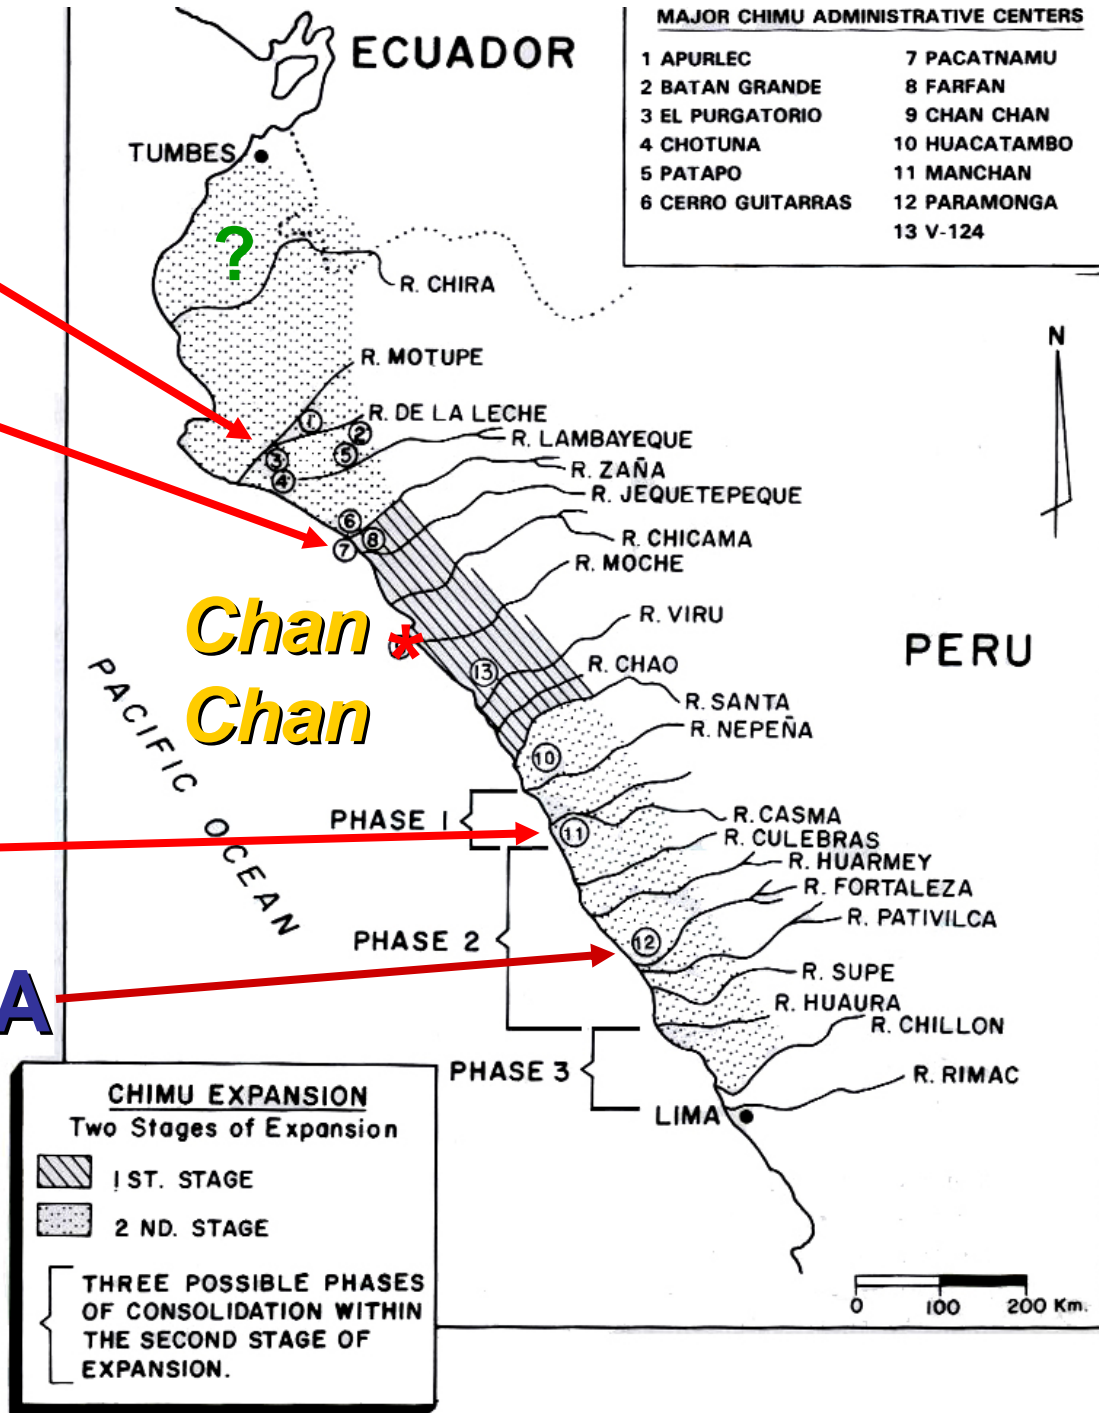 MAJOR CHIMU ADMINISTRATIVE CENTERS
1 APURLEC
2 BATAN GRANDE
3 EL PURGATORIO
4 CHOTUNA
5 PATAPO
6 CERRO GUITARRAS
7 PACATNAMU
8 FARFAN
9 CHAN CHAN
10 HUACATAMBO
11 MANCHAN
12 PARAMONGA
13 V-124
ECUADOR
TUMBES
?
R. CHIRA
N
R. MOTUPE
1
R. DE LA LECHE
2
R. LAMBAYEQUE
3
5
4
R. ZAÑA
R. JEQUETEPEQUE
6
8
7
R. CHICAMA
R. MOCHE
Chan
*
Chan
R. VIRU
PERU
13
R. CHAO
R. SANTA
R. NEPEÑA
PACIFIC OCEAN
10
PHASE 1
11
R. CASMA
R. CULEBRAS
R. HUARMEY
R. FORTALEZA
R. PATIVILCA
PHASE 2
12
A
R. SUPE
R. HUAURA
R. CHILLON
PHASE 3
R. RIMAC
LIMA
CHIMU EXPANSION
Two Stages of Expansion
1ST. STAGE
2 ND. STAGE
THREE POSSIBLE PHASES
OF CONSOLIDATION WITHIN
THE SECOND STAGE OF
EXPANSION.
0 100 200 Km.